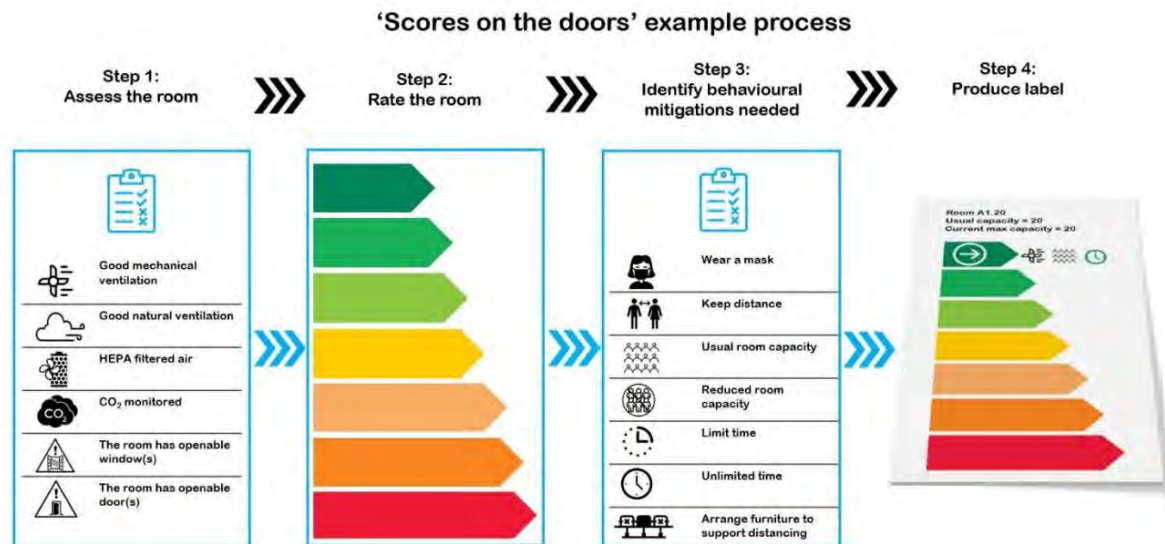 ‘Scores on the doors’ example process
Step 1:
Assess the room
Step 2:
Rate the room
Step 3:
Identify behavioural
mitigations needed
Step 4:
Produce label
Good mechanical
ventilation
Good natural ventilation
HEPA filtered air
CO₂
CO₂ monitored
The room has openable
window(s)
The room has openable
door(s)
Wear a mask
Keep distance
Usual room capacity
Reduced room
capacity
Limit time
Unlimited time
Arrange furniture to
support distancing
Room A1.20
Usual capacity = 20
Current max capacity = 20